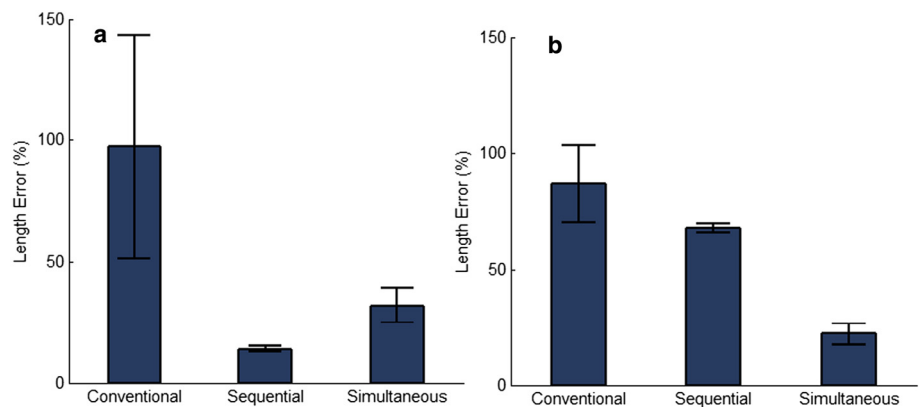 a
150
100
50
0
Length Error (%)
Conventional Sequential Simultaneous
b
150
100
50
0
Length Error (%)
Conventional Sequential Simultaneous